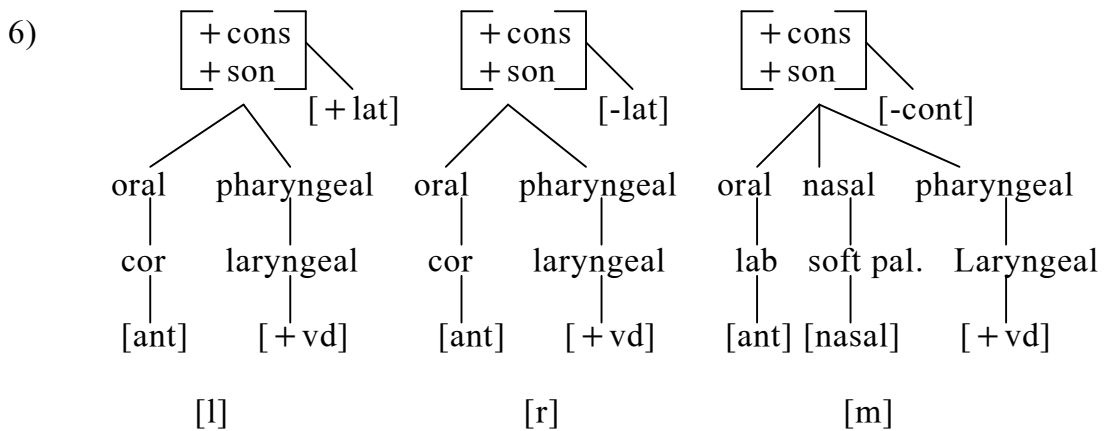 6) + cons + cons + cons
+ son + son + son
[ + lat] [-lat] [-cont]
oral pharyngeal oral pharyngeal oral nasal pharyngeal
cor laryngeal cor laryngeal lab soft pal. Laryngeal
[ant] [ + vd] [ant] [ + vd] [ant] [nasal] [ + vd]
[l] [r] [m]